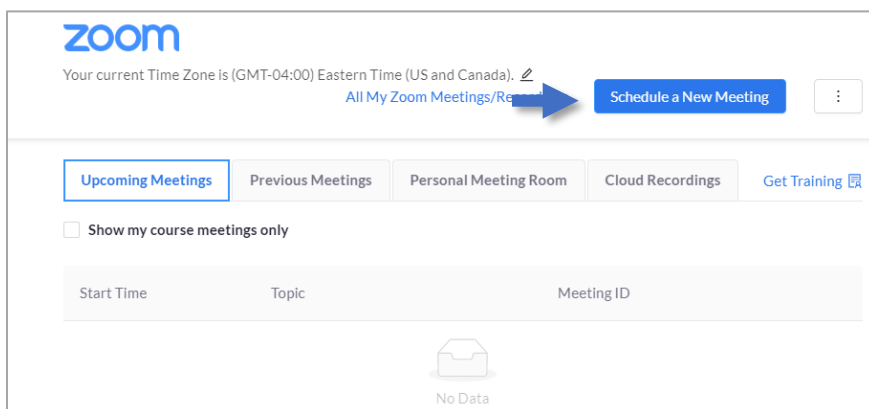 zoom
Your current Time Zone is (GMT-04:00) Eastern Time (US and Canada).
All My Zoom Meetings/
Schedule a New Meeting
Upcoming Meetings
Previous Meetings
Personal Meeting Room
Cloud Recordings
Get Training
Show my course meetings only
Start Time
Topic
Meeting ID
No Data